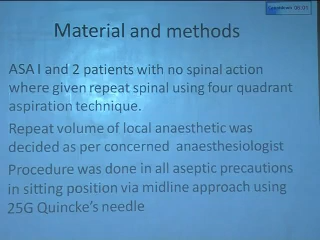 Material and methods
ASA I and 2 patients with no spinal action
where given repeat spinal using four quadrant
aspiration technique.
Repeat volume of local anaesthetic was
decided as per concerned anaesthesiologist
Procedure was done in all aseptic precautions
in sitting position via midline approach using
25G Quincke's needle